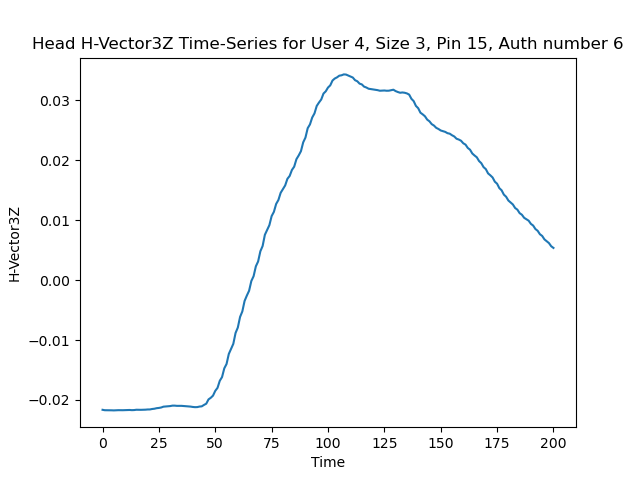 Head H-Vector3Z Time-Series for User 4, Size 3, Pin 15, Auth number 6
H-Vector3Z
0.03
0.02
0.01
0.00
−0.01
−0.02
0 25 50 75 100 125 150 175 200
Time